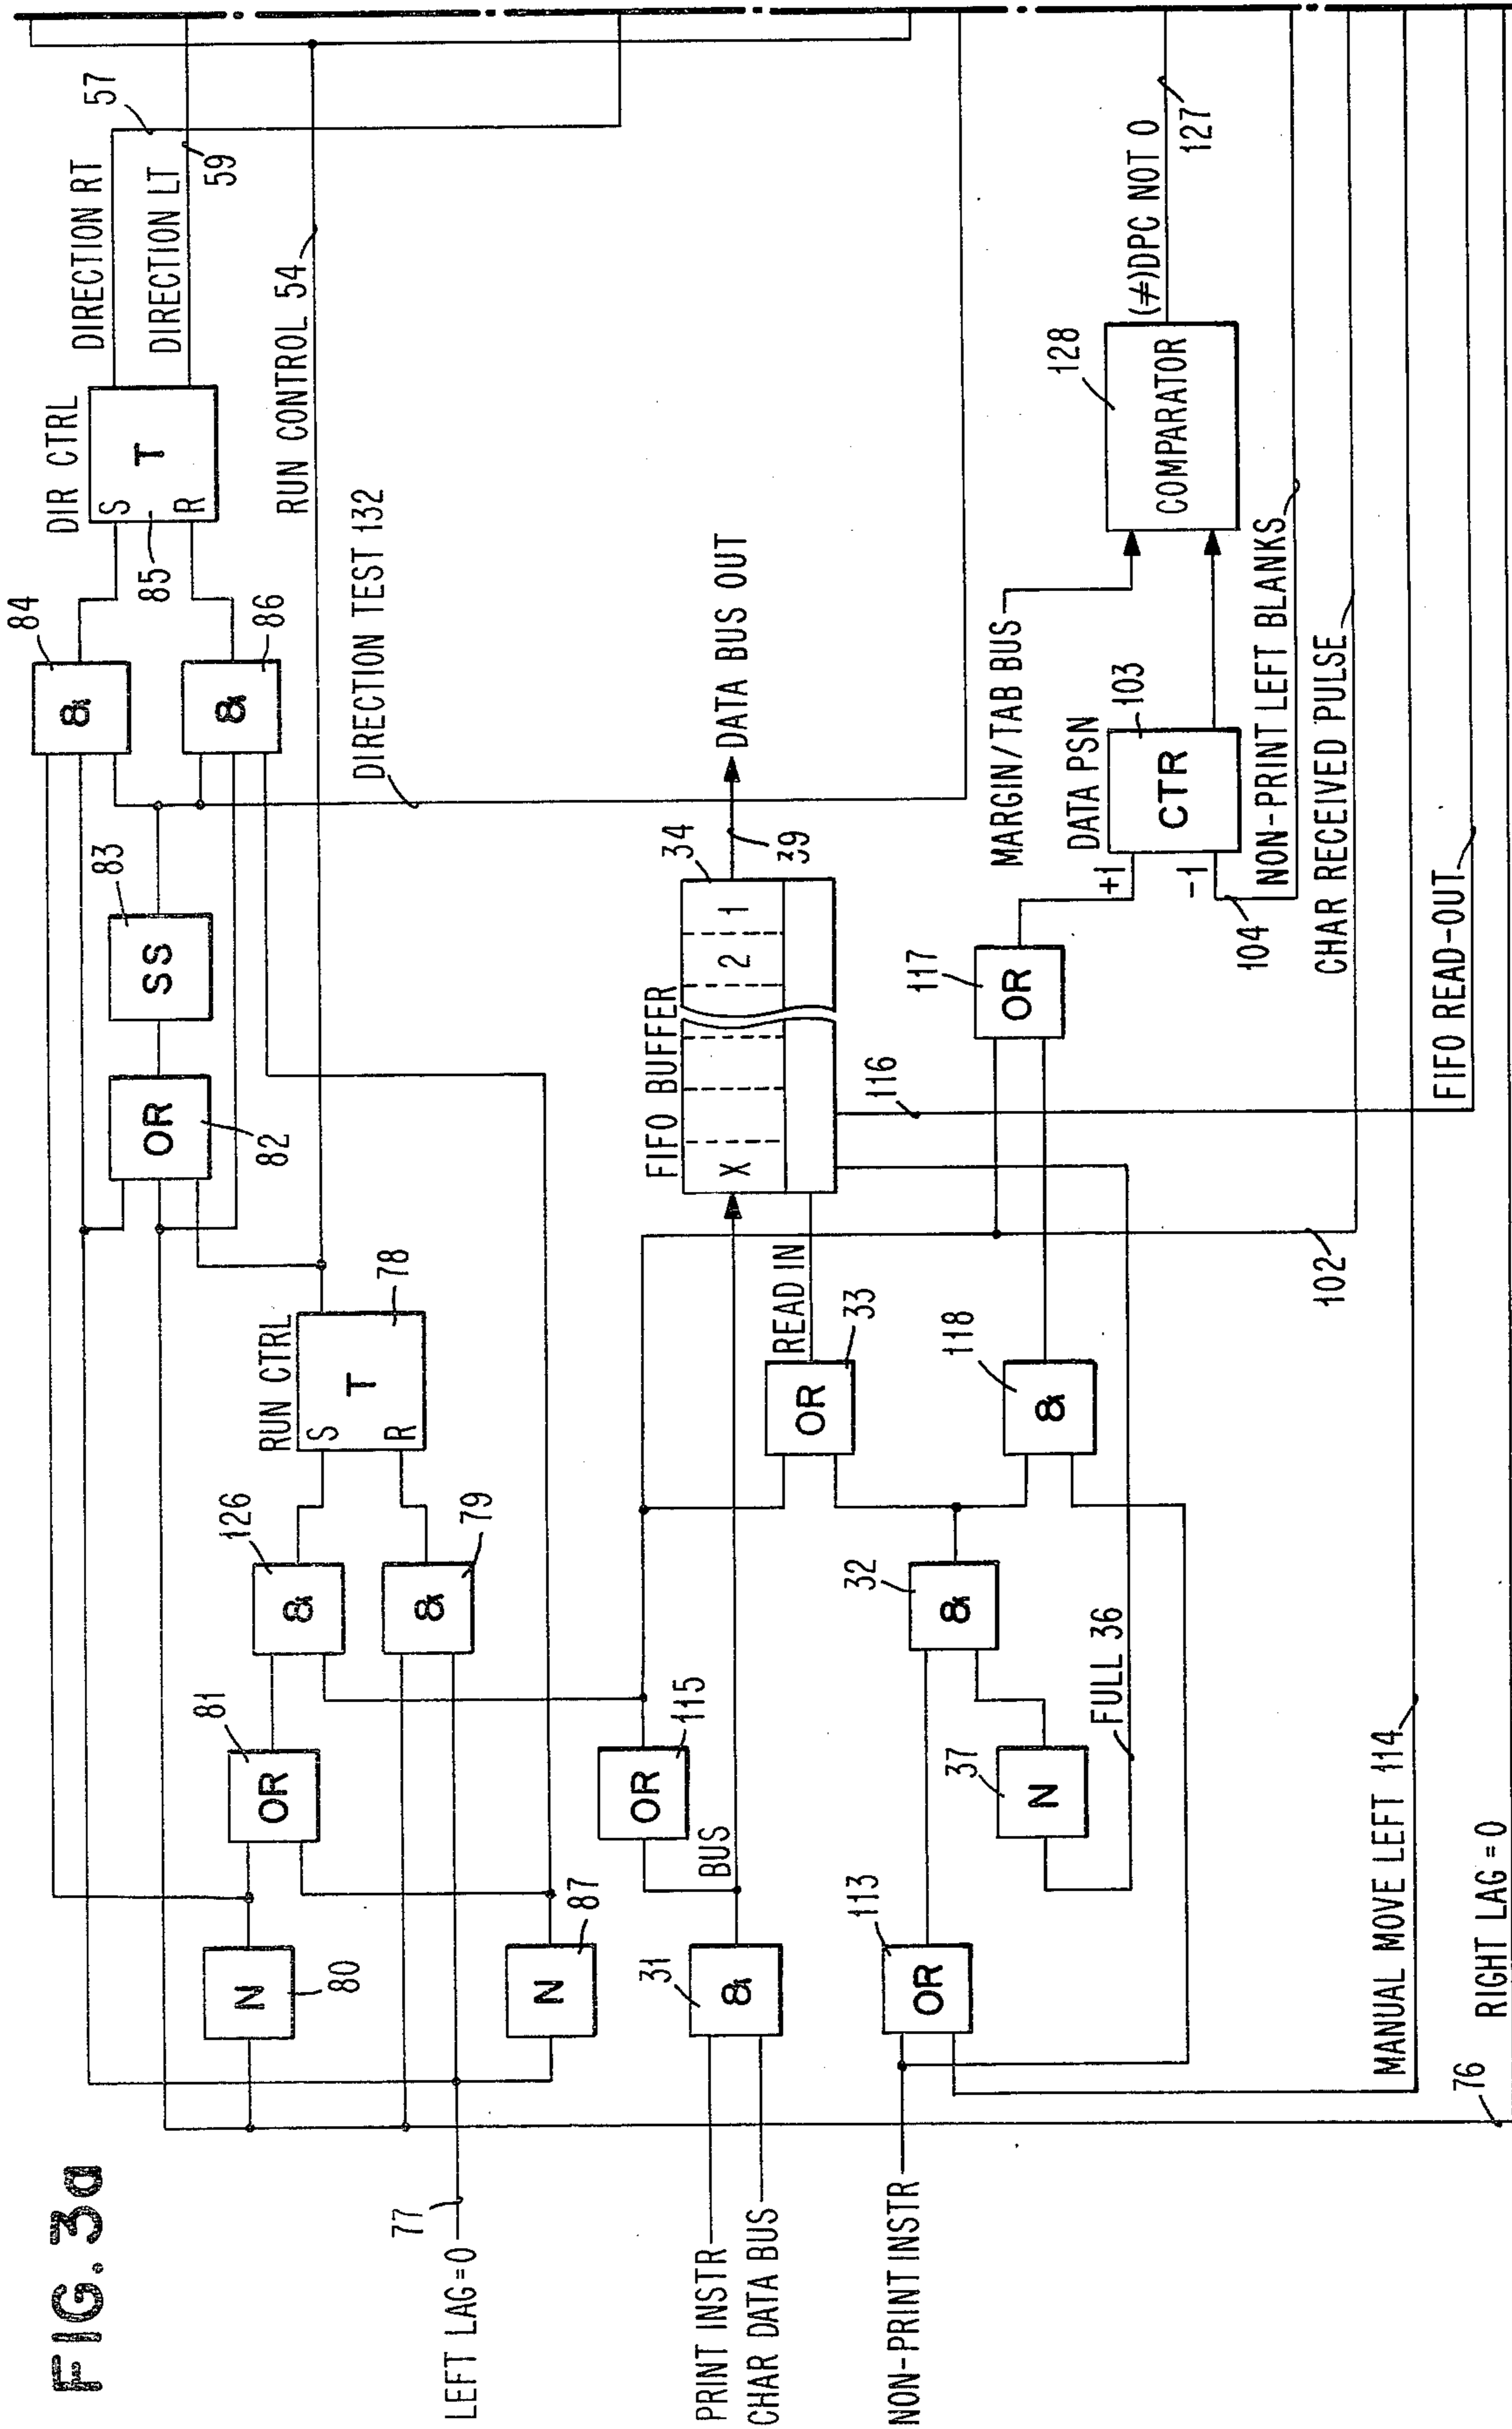 FIG. 3a
LEFT LAG=0
77
PRINT INSTR
CHAR DATA BUS
NON-PRINT INSTR
N
80
N
87
OR
81
&
126
&
79
RUN CTRL
S
T
R
78
OR
82
SS
83
&
84
&
86
DIR CTRL
S
T
R
85
DIRECTION RT
57
DIRECTION LT
59
RUN CONTROL 54
DIRECTION TEST 132
31
&
BUS
OR
115
113
OR
37
N
32
&
FULL 36
OR
33
READ IN
118
&
FIFO BUFFER
34
X
2
1
39
DATA BUS OUT
116
117
OR
102
MARGIN/TAB BUS
DATA PSN
103
CTR
+1
-1
104
128
COMPARATOR
(≠)DPC NOT 0
127
NON-PRINT LEFT BLANKS
CHAR RECEIVED PULSE
FIFO READ-OUT
MANUAL MOVE LEFT 114
76
RIGHT LAG = 0